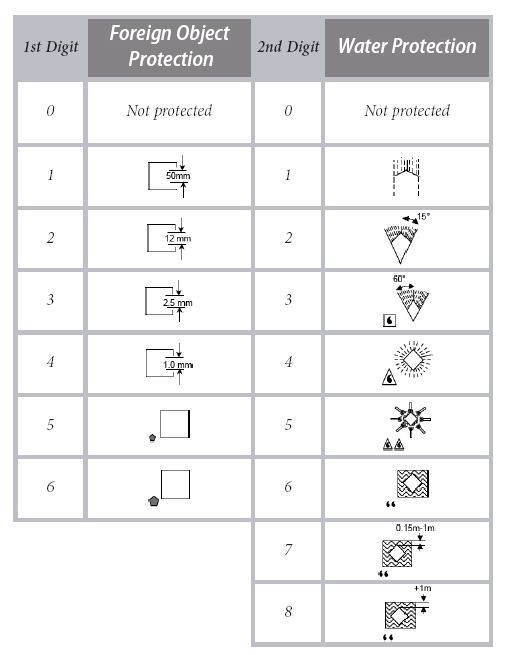 1st Digit
Foreign Object
Protection
2nd Digit
Water Protection
0
Not protected
0
Not protected
1
50mm
1
2
12 mm
2
15°
3
2.5 mm
3
60°
4
1.0 mm
4
5
5
6
6
7
0.15m-1m
8
+1m